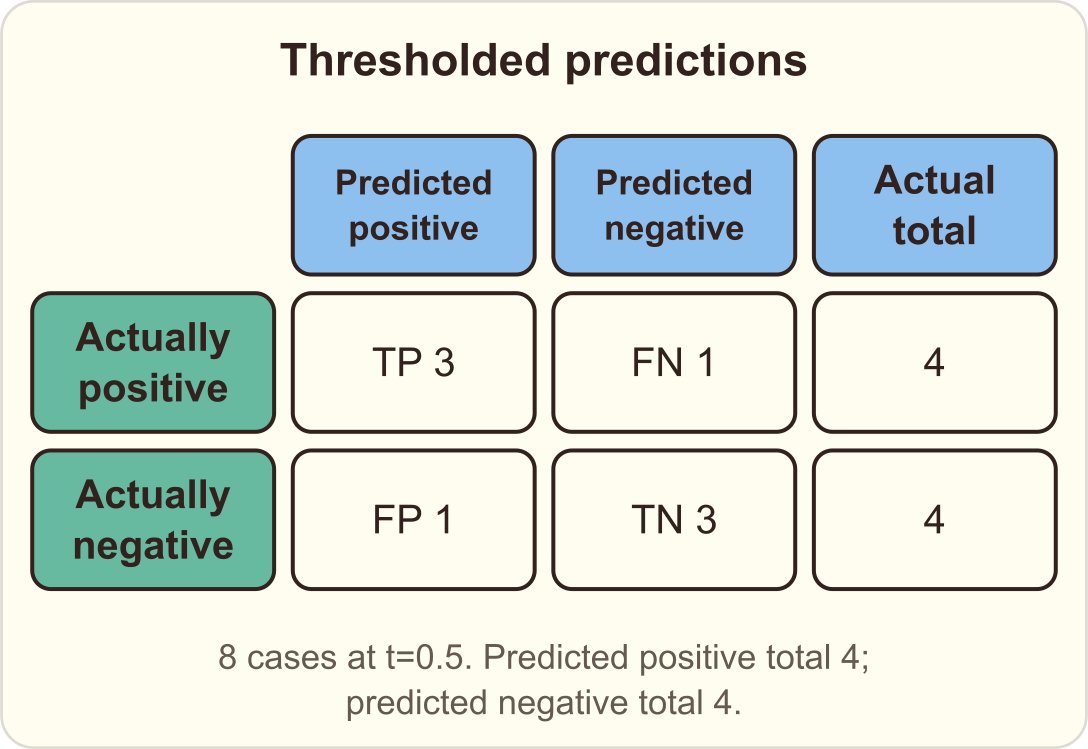 Thresholded predictions
Predicted
positive
Predicted
negative
Actual
total
Actually
positive
TP 3
FN 1
4
Actually
negative
FP 1
TN 3
4
8 cases at t=0.5. Predicted positive total 4;
predicted negative total 4.